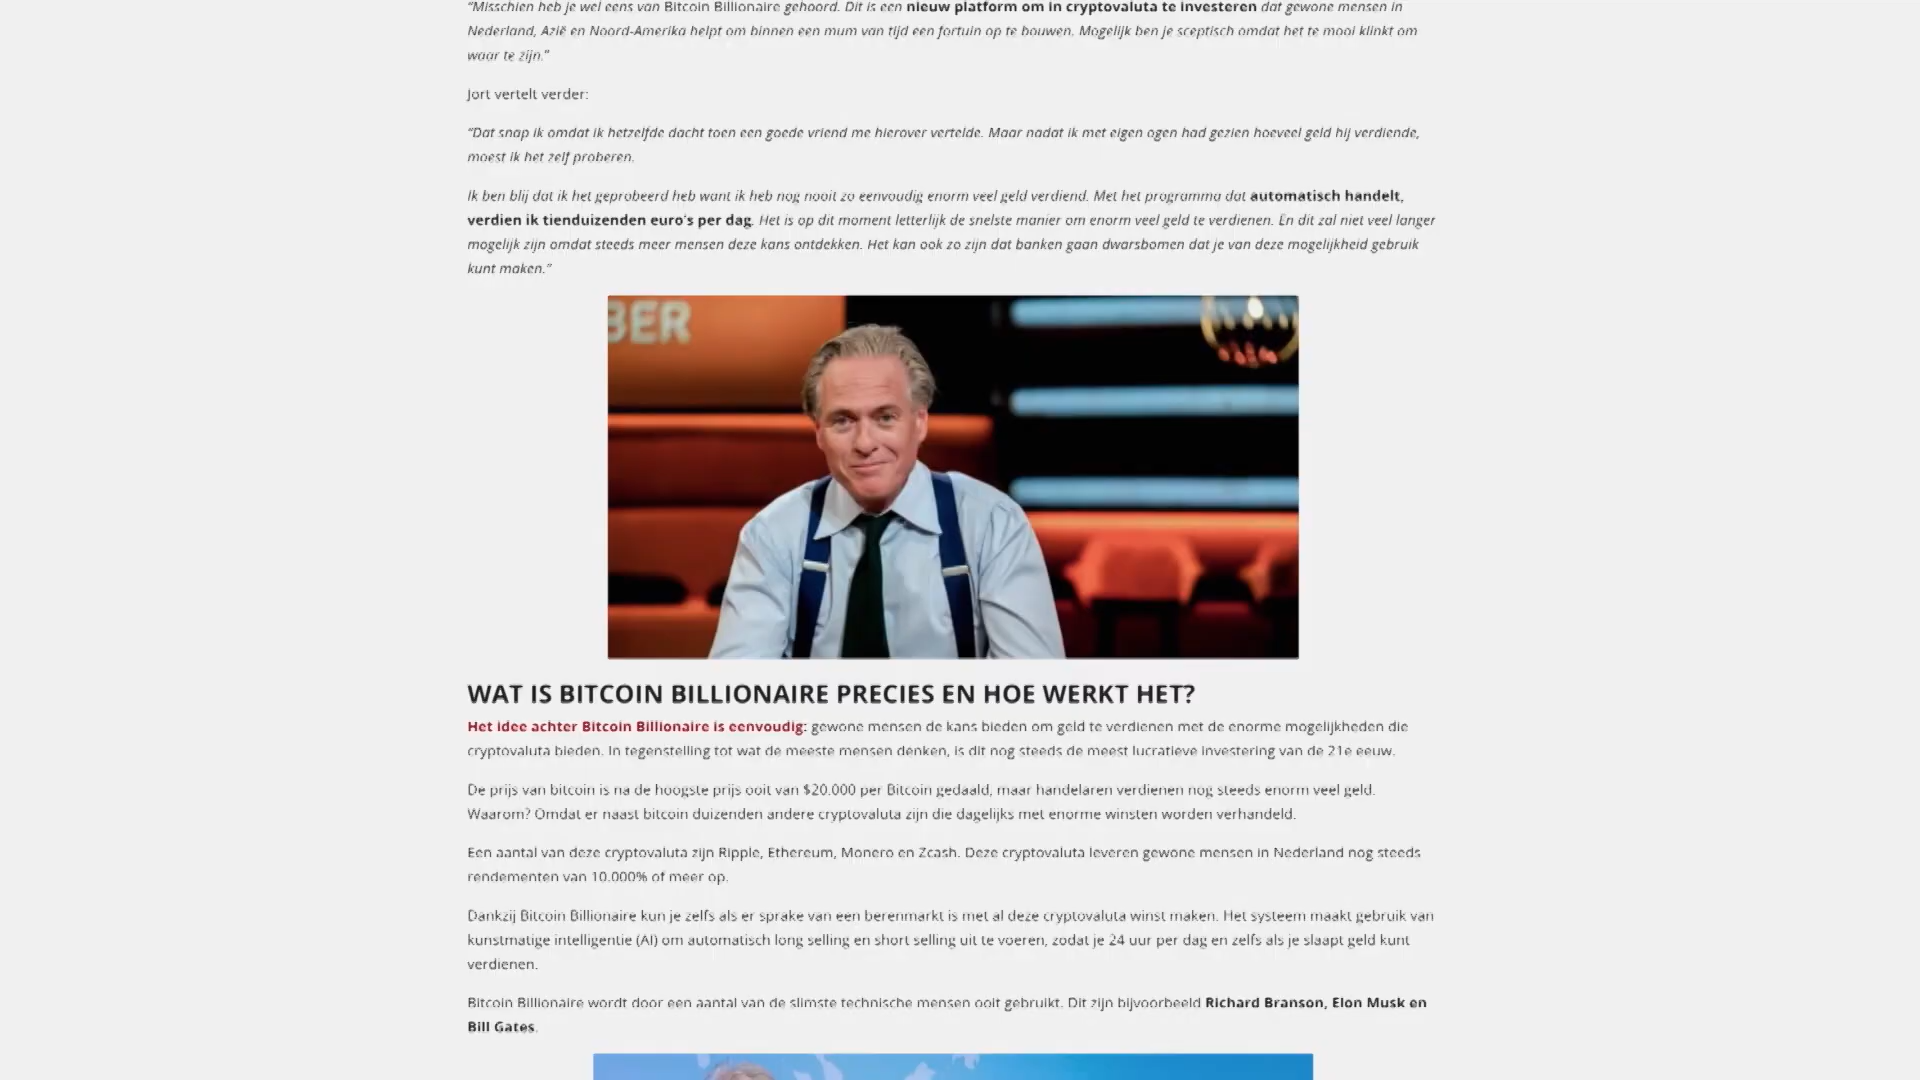 “Misschien heb je wel eens van Bitcoin Billionaire gehoord. Dit is een nieuw platform om in cryptovaluta te investeren dat gewone mensen in
Nederland, Azië en Noord-Amerika helpt om binnen een mum van tijd een fortuin op te bouwen. Mogelijk ben je sceptisch omdat het te mooi klinkt om
waar te zijn.”
Jort vertelt verder:
“Dat snap ik omdat ik hetzelfde dacht toen een goede vriend me hierover vertelde. Maar nadat ik met eigen ogen had gezien hoeveel geld hij verdiende,
moest ik het zelf proberen.
Ik ben blij dat ik het geprobeerd heb want ik heb nog nooit zo eenvoudig enorm veel geld verdiend. Met het programma dat automatisch handelt,
verdien ik tienduizenden euro's per dag. Het is op dit moment letterlijk de snelste manier om enorm veel geld te verdienen. En dit zal niet veel langer
mogelijk zijn omdat steeds meer mensen deze kans ontdekken. Het kan ook zo zijn dat banken gaan dwarsbomen dat je van deze mogelijkheid gebruik
kunt maken.”
BER
WAT IS BITCOIN BILLIONAIRE PRECIES EN HOE WERKT HET?
Het idee achter Bitcoin Billionaire is eenvoudig: gewone mensen de kans bieden om geld te verdienen met de enorme mogelijkheden die
cryptovaluta bieden. In tegenstelling tot wat de meeste mensen denken, is dit nog steeds de meest lucratieve investering van de 21e eeuw.
De prijs van bitcoin is na de hoogste prijs ooit van $20.000 per Bitcoin gedaald, maar handelaren verdienen nog steeds enorm veel geld.
Waarom? Omdat er naast bitcoin duizenden andere cryptovaluta zijn die dagelijks met enorme winsten worden verhandeld.
Een aantal van deze cryptovaluta zijn Ripple, Ethereum, Monero en Zcash. Deze cryptovaluta leveren gewone mensen in Nederland nog steeds
rendementen van 10.000% of meer op.
Dankzij Bitcoin Billionaire kun je zelfs als er sprake van een berenmarkt is met al deze cryptovaluta winst maken. Het systeem maakt gebruik van
kunstmatige intelligentie (AI) om automatisch long selling en short selling uit te voeren, zodat je 24 uur per dag en zelfs als je slaapt geld kunt
verdienen.
Bitcoin Billionaire wordt door een aantal van de slimste technische mensen ooit gebruikt. Dit zijn bijvoorbeeld Richard Branson, Elon Musk en
Bill Gates.